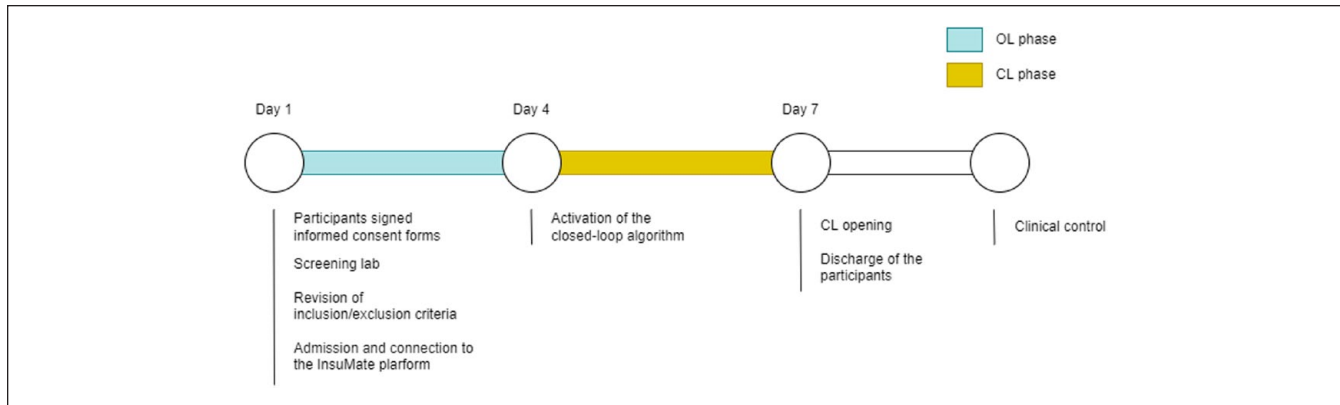 OL phase
CL phase
Day 1
Day 4
Day 7
Participants signed
informed consent forms
Screening lab
Revision of
inclusion/exclusion criteria
Admission and connection to
the InsuMate plarform
Activation of the
closed-loop algorithm
CL opening
Discharge of the
participants
Clinical control